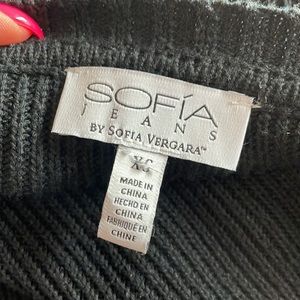 SOFÍA
JEANS
BY SOFIA VERGARA™
XS
MADE IN
CHINA
HECHO EN
CHINA
FABRIQUÉ EN
CHINE